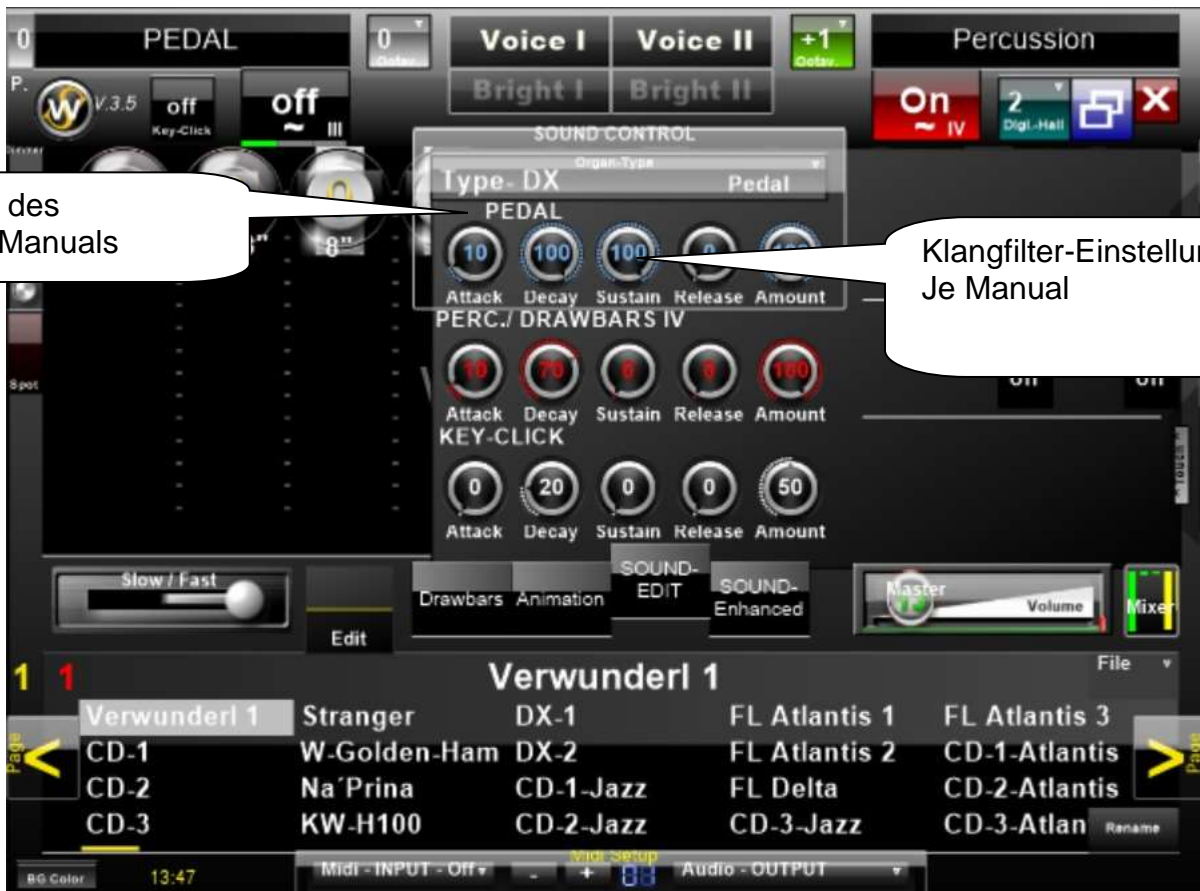 0 PEDAL 0 Octav. Voice I Voice II +1 Octav. Percussion
P. W V.3.5 off Key-Click off ~ III Bright I Bright II On ~ IV 2 Digi.-Hall X
SOUND CONTROL
Organ-Type
Type- DX Pedal
des
Manuals
PEDAL
10 100 100 0
Attack Decay Sustain Release Amount
Klangfilter-Einstellun
Je Manual
0
8"
PERC./ DRAWBARS IV
10 70 0 0 100
Attack Decay Sustain Release Amount
Spot
off off
KEY-CLICK
0 20 0 0 50
Attack Decay Sustain Release Amount
Slow / Fast
Edit
Drawbars Animation SOUND-EDIT SOUND-Enhanced
Master Volume Mixer
1 1 Verwunderl 1 File
Verwunderl 1 Stranger DX-1 FL Atlantis 1 FL Atlantis 3
CD-1 W-Golden-Ham DX-2 FL Atlantis 2 CD-1-Atlantis
CD-2 Na´Prina CD-1-Jazz FL Delta CD-2-Atlantis
CD-3 KW-H100 CD-2-Jazz CD-3-Jazz CD-3-Atlan Rename
Page < > Page
BG Color 13:47 Midi - INPUT - Off - + Midi Setup 01 Audio - OUTPUT